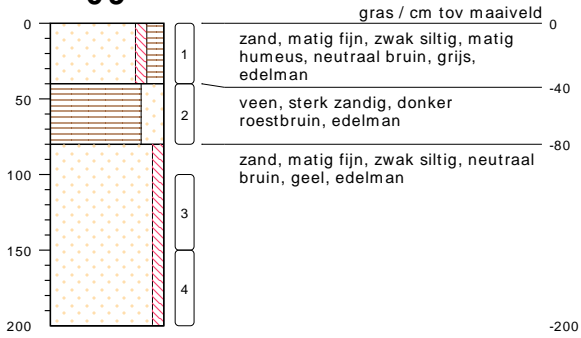 gras / cm tov maaiveld
0
0
1
zand, matig fijn, zwak siltig, matig
humeus, neutraal bruin, grijs,
edelman
-40
50
2
veen, sterk zandig, donker
roestbruin, edelman
-80
zand, matig fijn, zwak siltig, neutraal
bruin, geel, edelman
100
3
150
4
200
-200